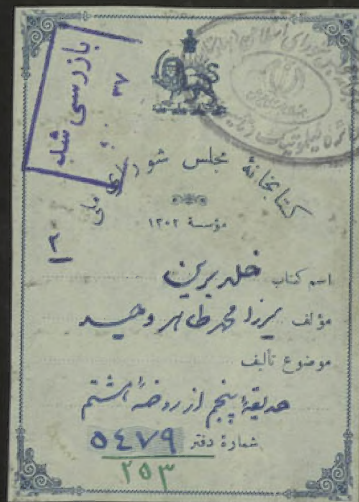 بازرسی شد
۳۷
کتابخانهٔ مجلس شورای ملی
مؤسسهٔ ۱۳۰۲
اسم کتاب خلد برین
مؤلف میرزا محمد طاهر وحید
موضوع تألیف
حدیقهٔ پنجم از روضهٔ هشتم
شمارهٔ دفتر ۵۴۷۹
۲۵۳